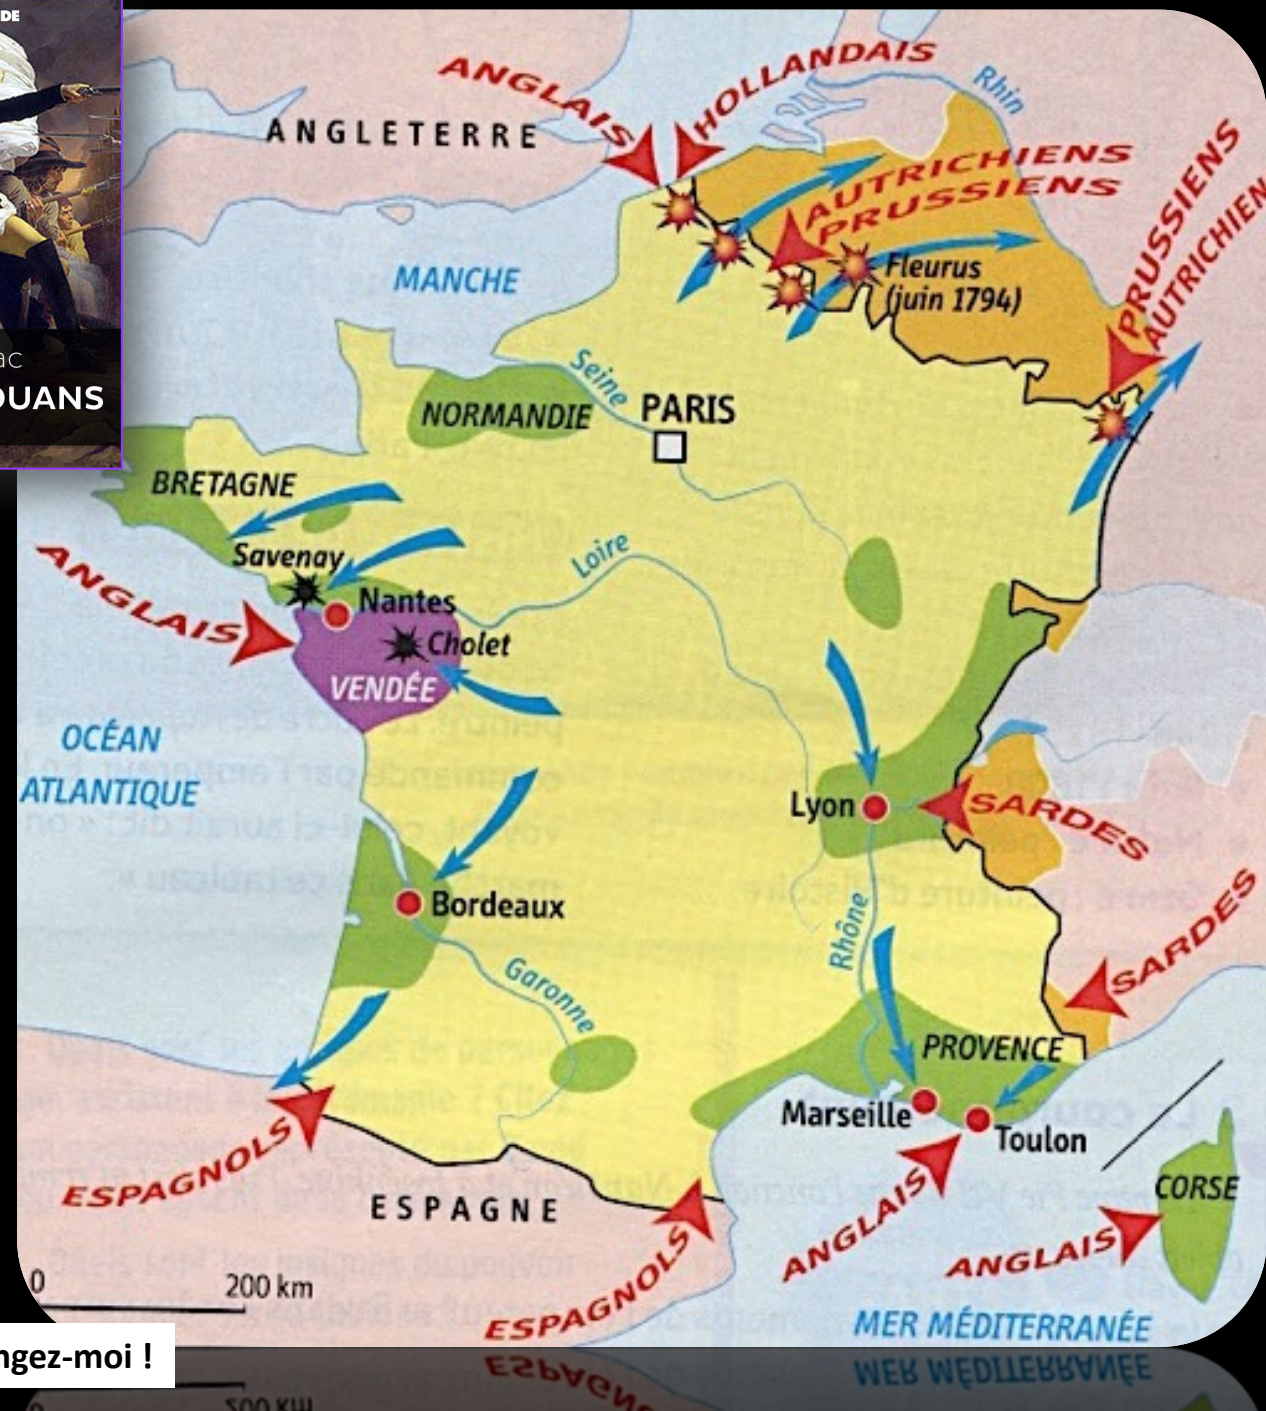 DE
ac
OUANS
ANGLAIS
HOLLANDAIS
Rhin
ANGLETERRE
AUTRICHIENS
PRUSSIENS
PRUSSIENS
AUTRICHIEN
MANCHE
Fleurus
(juin 1794)
Seine
NORMANDIE
PARIS
BRETAGNE
Savenay
Loire
ANGLAIS
Nantes
Cholet
VENDÉE
OCÉAN
ATLANTIQUE
Lyon
SARDES
Bordeaux
Rhône
SARDES
Garonne
PROVENCE
Marseille
Toulon
ESPAGNOLS
ESPAGNE
CORSE
ANGLAIS
ANGLAIS
ESPAGNOLS
0 200 km
MER MÉDITERRANÉE
ngez-moi !